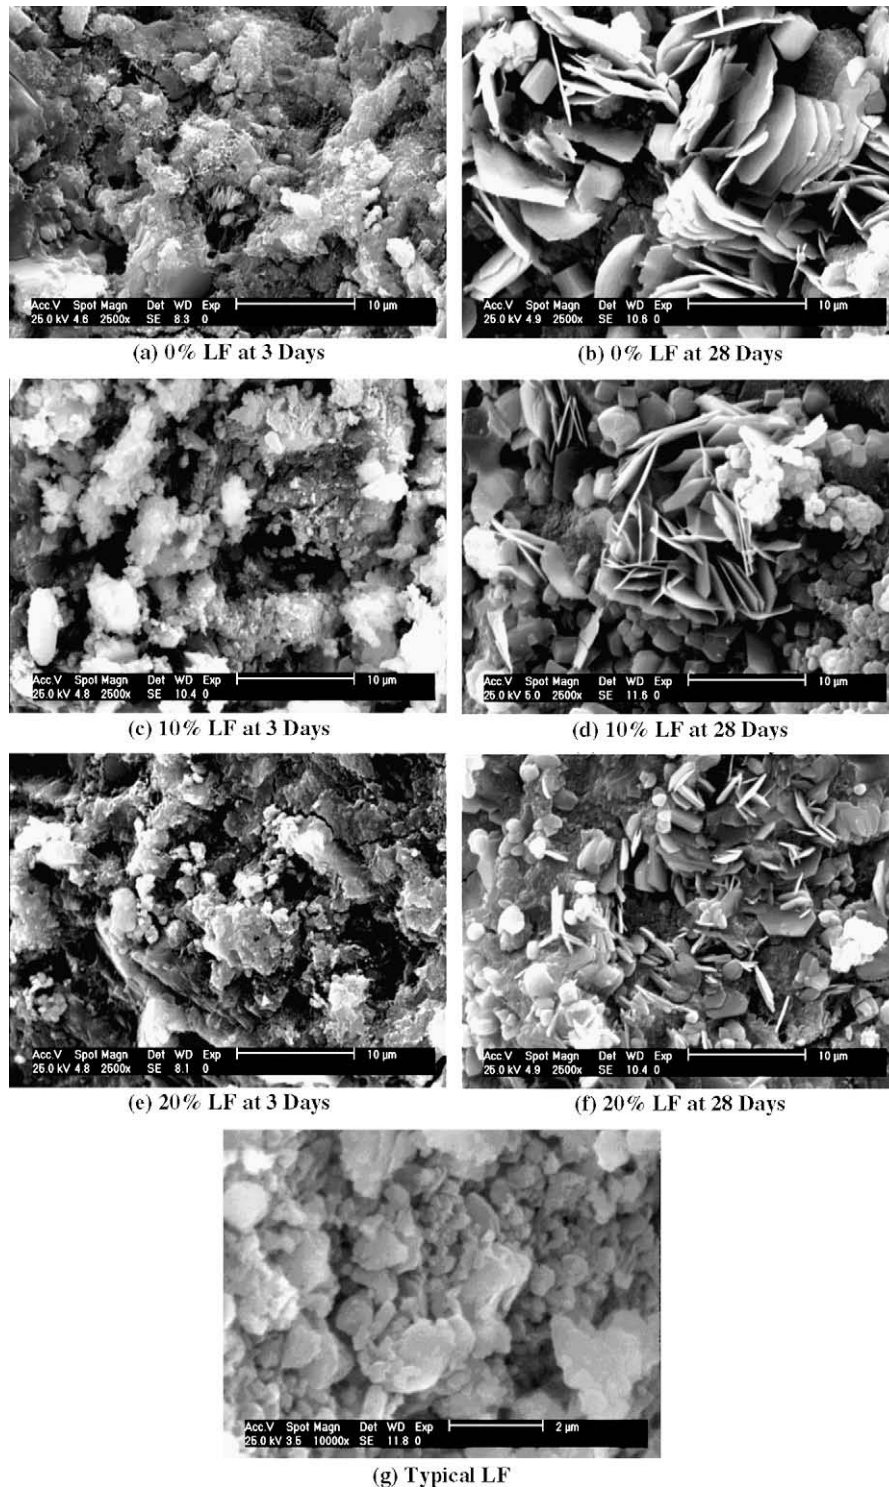 Acc.V Spot Magn Det WD Exp 10 µm
25.0 kV 4.6 2500x SE 8.3 0
(a) 0% LF at 3 Days
Acc.V Spot Magn Det WD Exp 10 µm
25.0 kV 4.9 2500x SE 10.6 0
(b) 0% LF at 28 Days
Acc.V Spot Magn Det WD Exp 10 µm
25.0 kV 4.8 2500x SE 10.4 0
(c) 10% LF at 3 Days
Acc.V Spot Magn Det WD Exp 10 µm
25.0 kV 5.0 2500x SE 11.6 0
(d) 10% LF at 28 Days
Acc.V Spot Magn Det WD Exp 10 µm
25.0 kV 4.8 2500x SE 8.1 0
(e) 20% LF at 3 Days
Acc.V Spot Magn Det WD Exp 10 µm
25.0 kV 4.9 2500x SE 10.4 0
(f) 20% LF at 28 Days
Acc.V Spot Magn Det WD Exp 2 µm
25.0 kV 3.5 10000x SE 11.8 0
(g) Typical LF